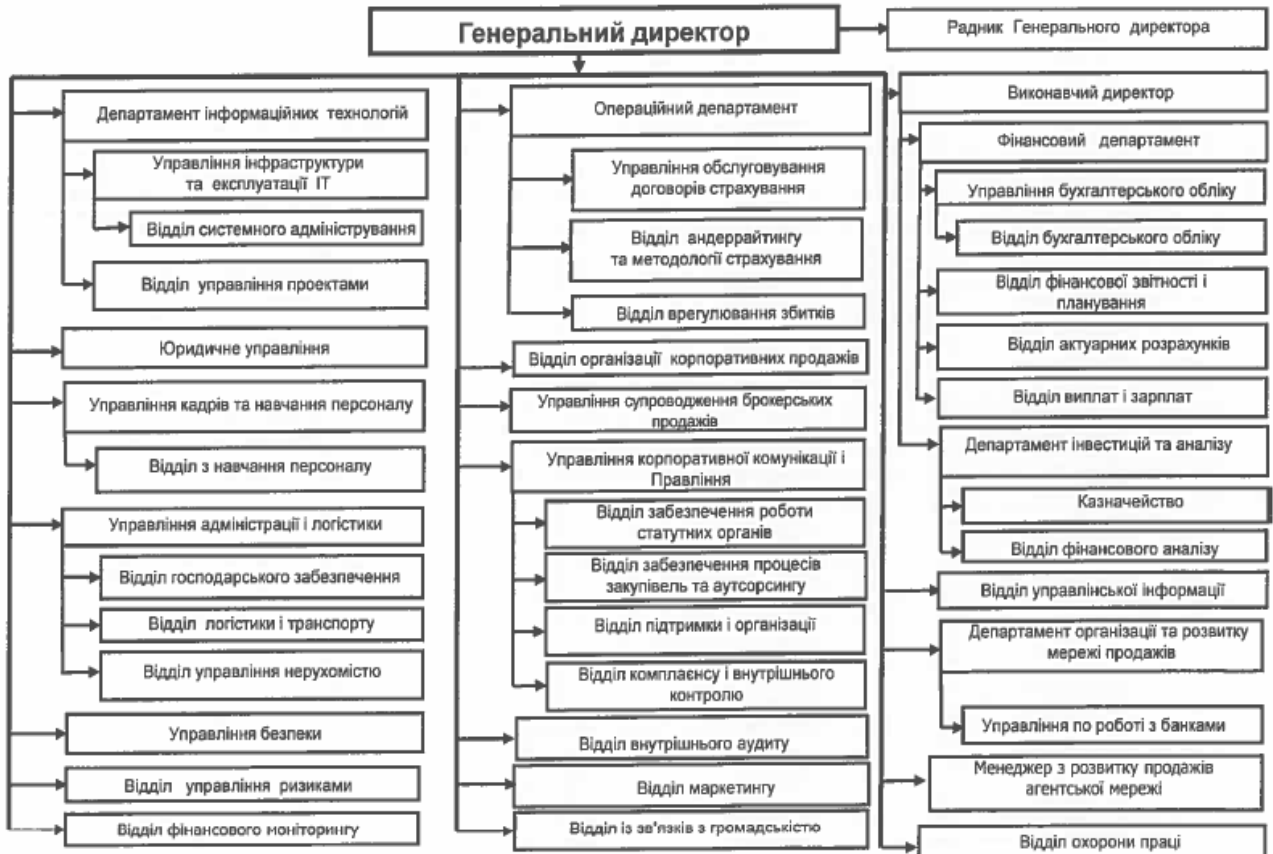 Генеральний директор
Радник Генерального директора
Департамент інформаційних технологій
Управління інфраструктури
та експлуатації ІТ
Відділ системного адміністрування
Відділ управління проектами
Юридичне управління
Управління кадрів та навчання персоналу
Відділ з навчання персоналу
Управління адміністрації і логістики
Відділ господарського забезпечення
Відділ логістики і транспорту
Відділ управління нерухомістю
Управління безпеки
Відділ управління ризиками
Відділ фінансового моніторингу
Операційний департамент
Управління обслуговування
договорів страхування
Відділ андеррайтингу
та методології страхування
Відділ врегулювання збитків
Відділ організації корпоративних продажів
Управління супроводження брокерських
продажів
Управління корпоративної комунікації і
Правління
Відділ забезпечення роботи
статутних органів
Відділ забезпечення процесів
закупівель та аутсорсингу
Відділ підтримки і організації
Відділ комплаєнсу і внутрішнього
контролю
Відділ внутрішнього аудиту
Відділ маркетингу
Відділ із зв'язків з громадськістю
Виконавчий директор
Фінансовий департамент
Управління бухгалтерського обліку
Відділ бухгалтерського обліку
Відділ фінансової звітності і
планування
Відділ актуарних розрахунків
Відділ виплат і зарплат
Департамент інвестицій та аналізу
Казначейство
Відділ фінансового аналізу
Відділ управлінської інформації
Департамент організації та розвитку
мережі продажів
Управління по роботі з банками
Менеджер з розвитку продажів
агентської мережі
Відділ охорони праці